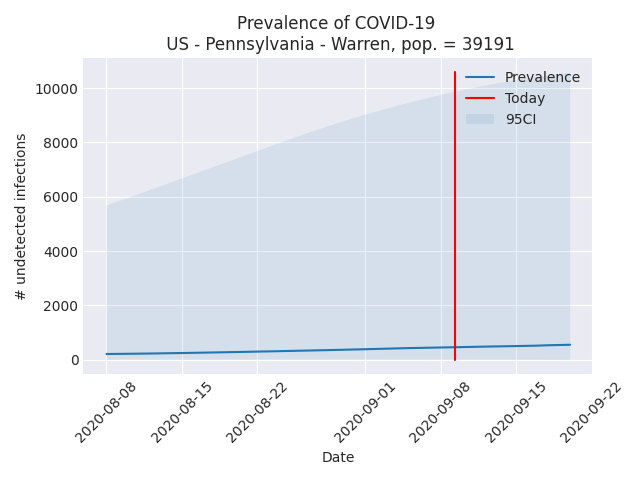 Prevalence of COVID-19
US - Pennsylvania - Warren, pop. = 39191
Prevalence
Today
95CI
10000
8000
6000
4000
2000
0
# undetected infections
2020-08-08
2020-08-15
2020-08-22
2020-09-01
2020-09-08
2020-09-15
2020-09-22
Date